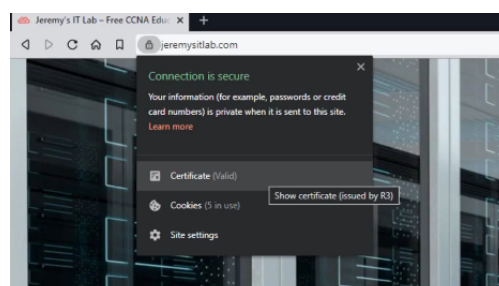 Jeremy's IT Lab – Free CCNA Edu
jeremysitlab.com
Connection is secure
Your information (for example, passwords or credit
card numbers) is private when it is sent to this site.
Learn more
Certificate (Valid)
Show certificate (issued by R3)
Cookies (5 in use)
Site settings